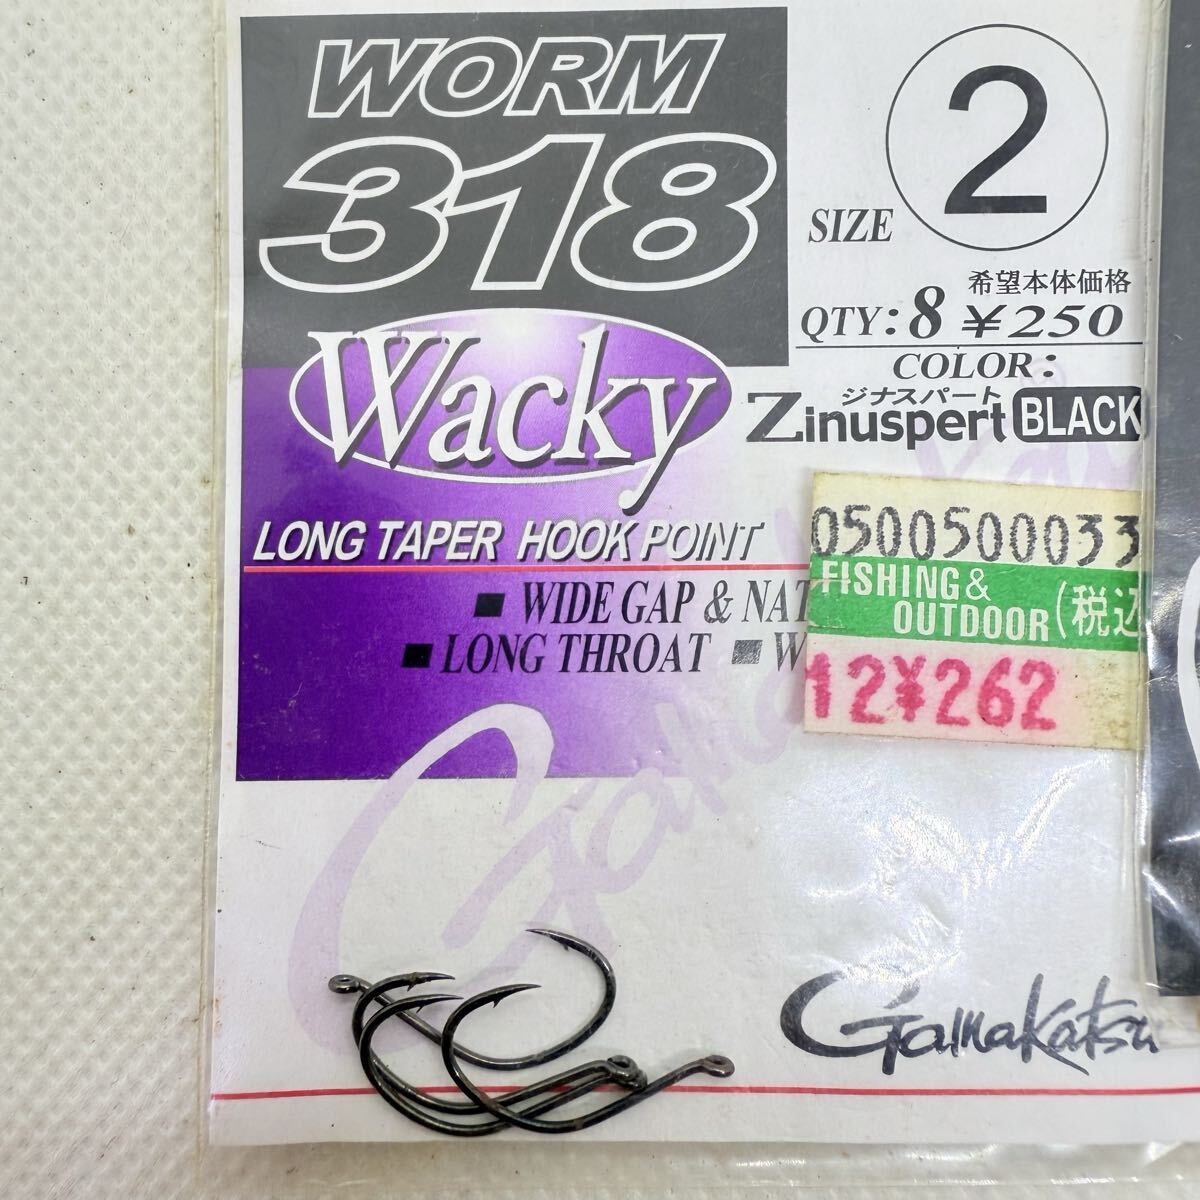 WORM
318
Wacky
LONG TAPER HOOK POINT
WIDE GAP & NAT
LONG THROAT W
SIZE 2
希望本体価格
QTY: 8 ¥250
COLOR:
ジナスパート
Zinuspert BLACK
0500500033
FISHING &
OUTDOOR (税込
12¥262
Gamakatsu